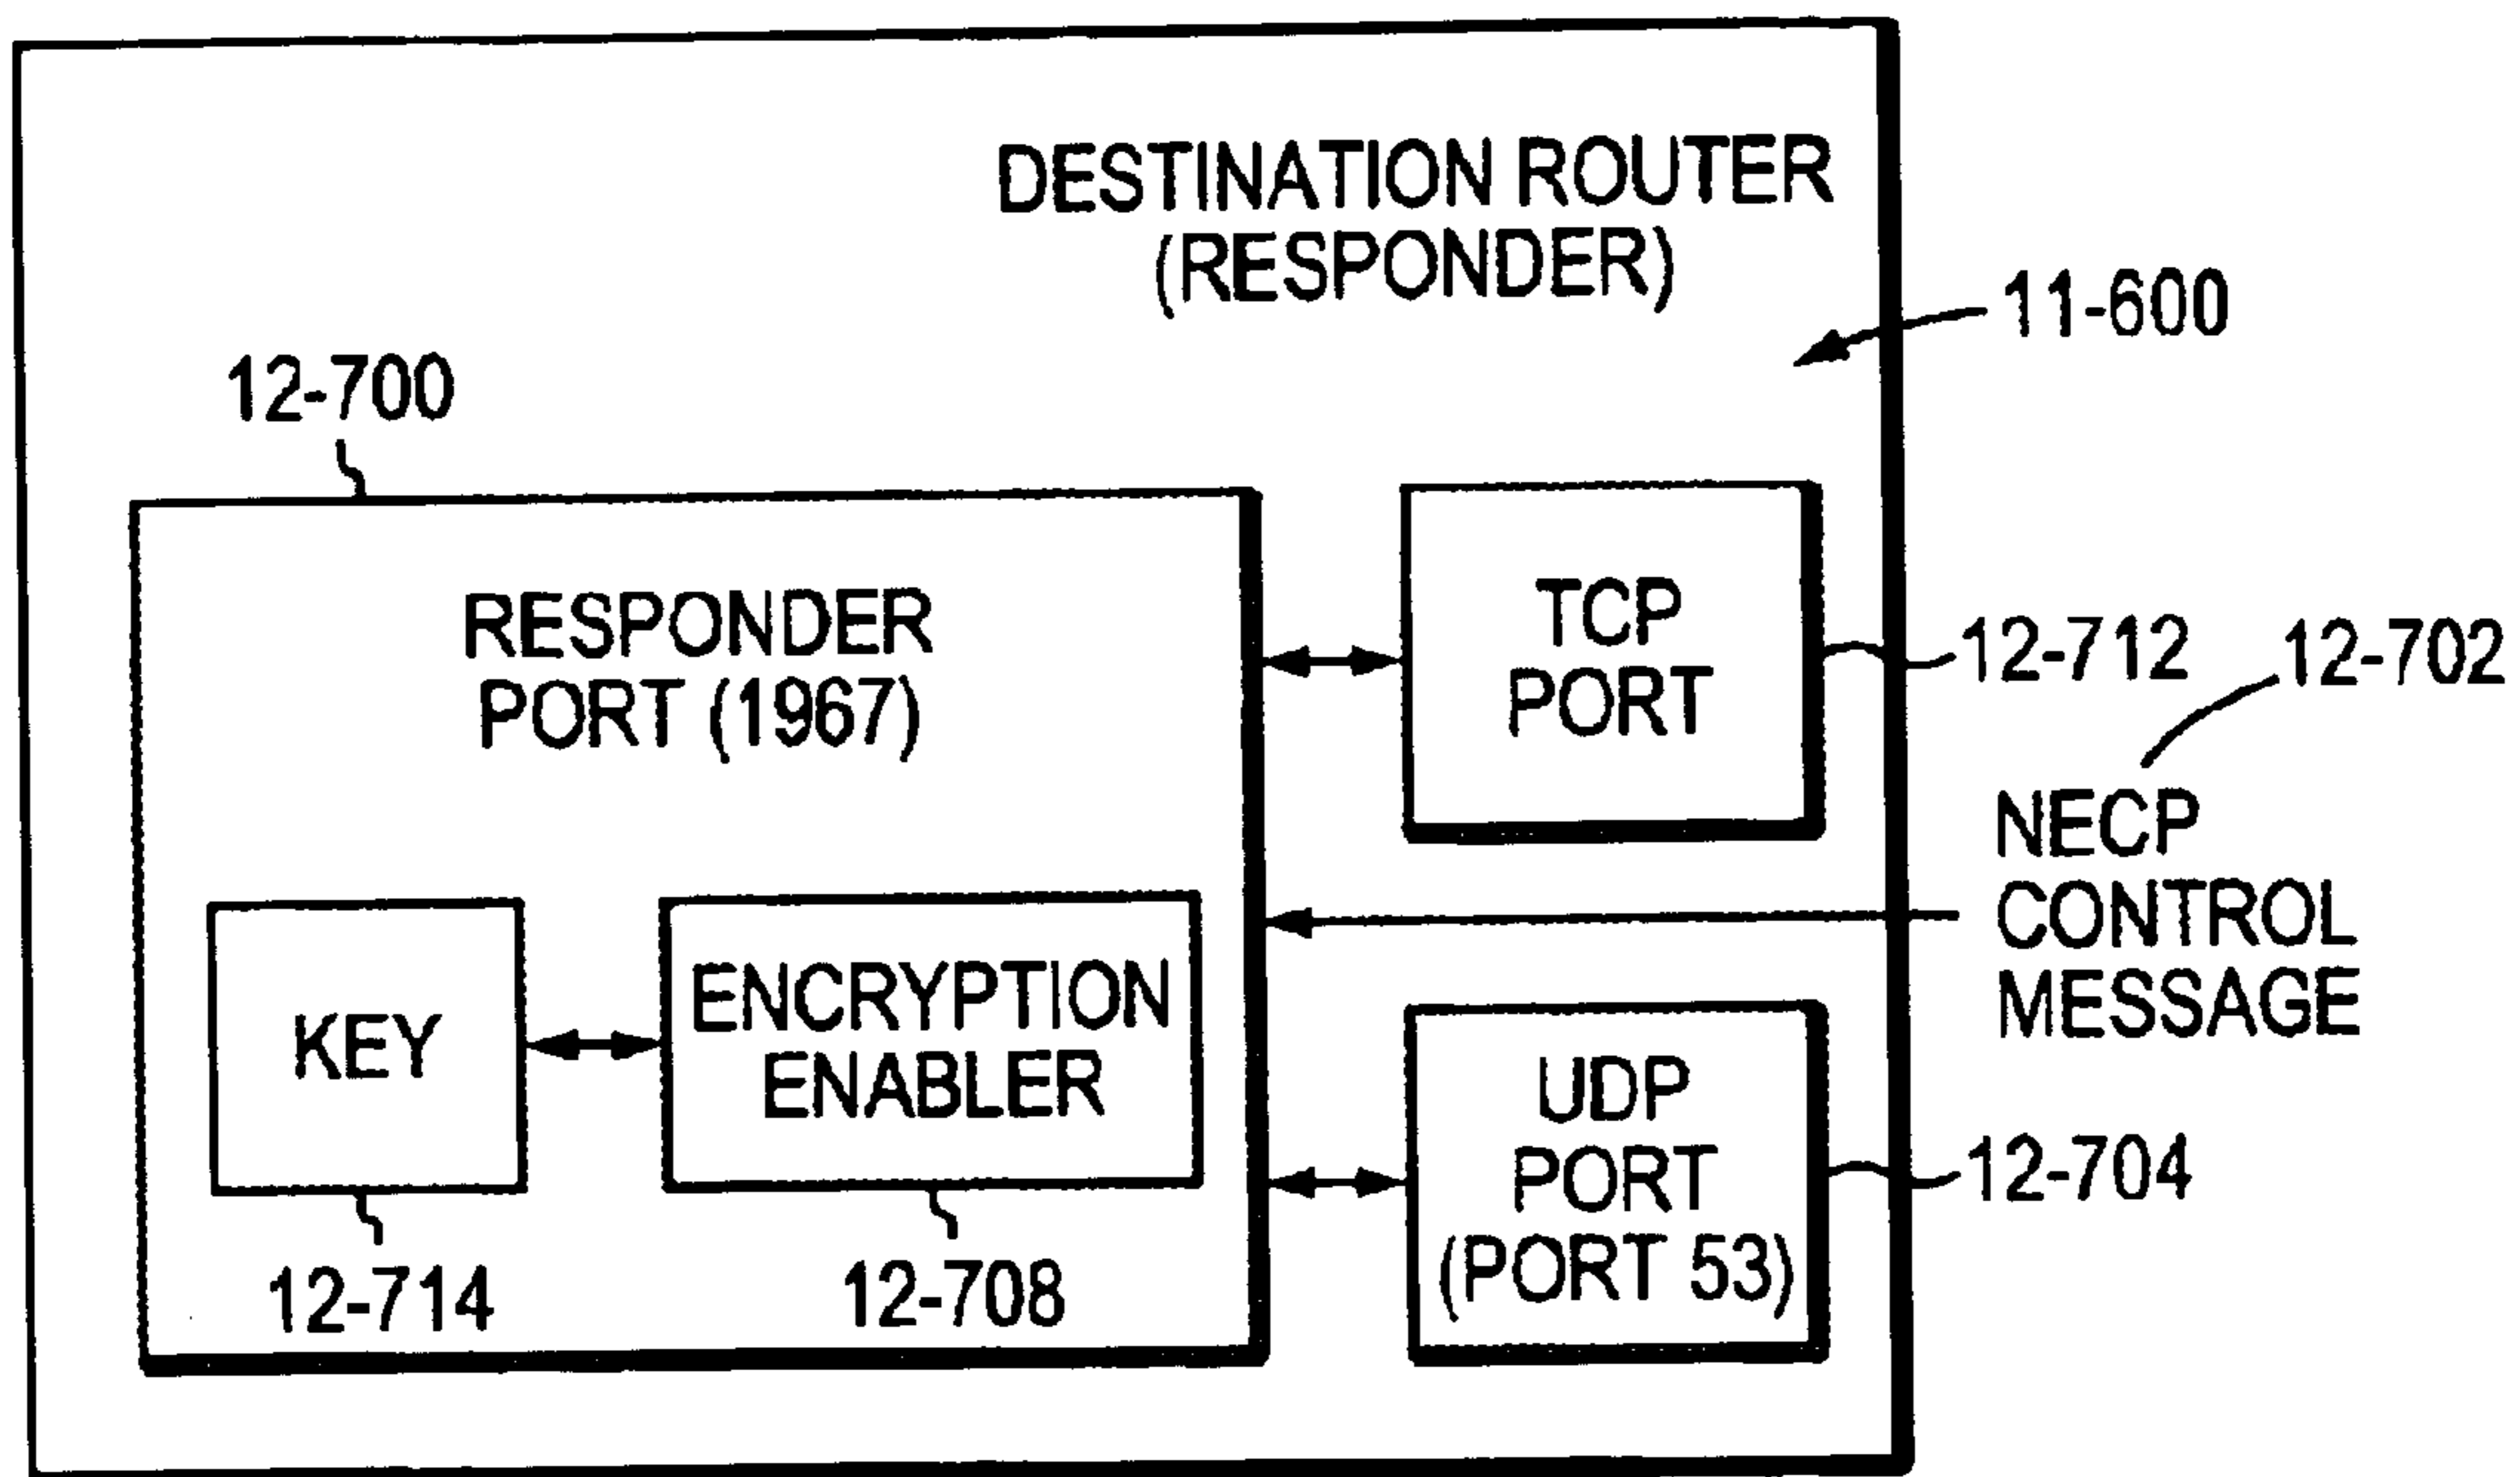 DESTINATION ROUTER
(RESPONDER)
11-600
12-700
RESPONDER
PORT (1967)
TCP
PORT
12-712
12-702
NECP
CONTROL
MESSAGE
KEY
ENCRYPTION
ENABLER
UDP
PORT
(PORT 53)
12-704
12-714
12-708